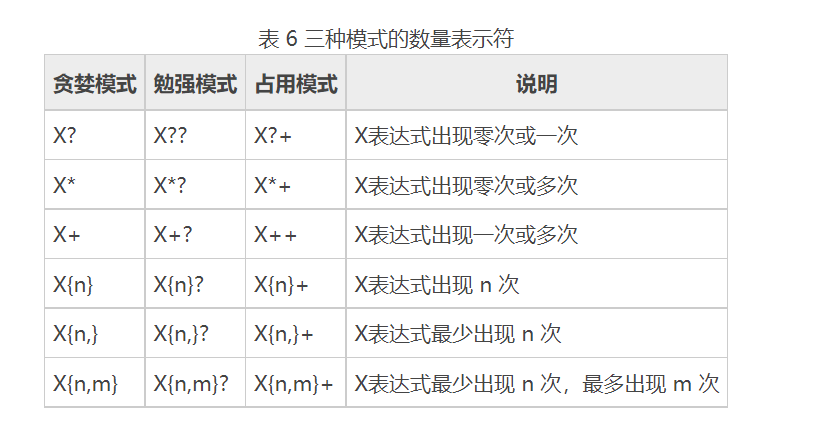 表 6 三种模式的数量表示符
贪婪模式 勉强模式 占用模式 说明
X? X?? X?+ X表达式出现零次或一次
X* X*? X*+ X表达式出现零次或多次
X+ X+? X++ X表达式出现一次或多次
X{n} X{n}? X{n}+ X表达式出现 n 次
X{n,} X{n,}? X{n,}+ X表达式最少出现 n 次
X{n,m} X{n,m}? X{n,m}+ X表达式最少出现 n 次，最多出现 m 次